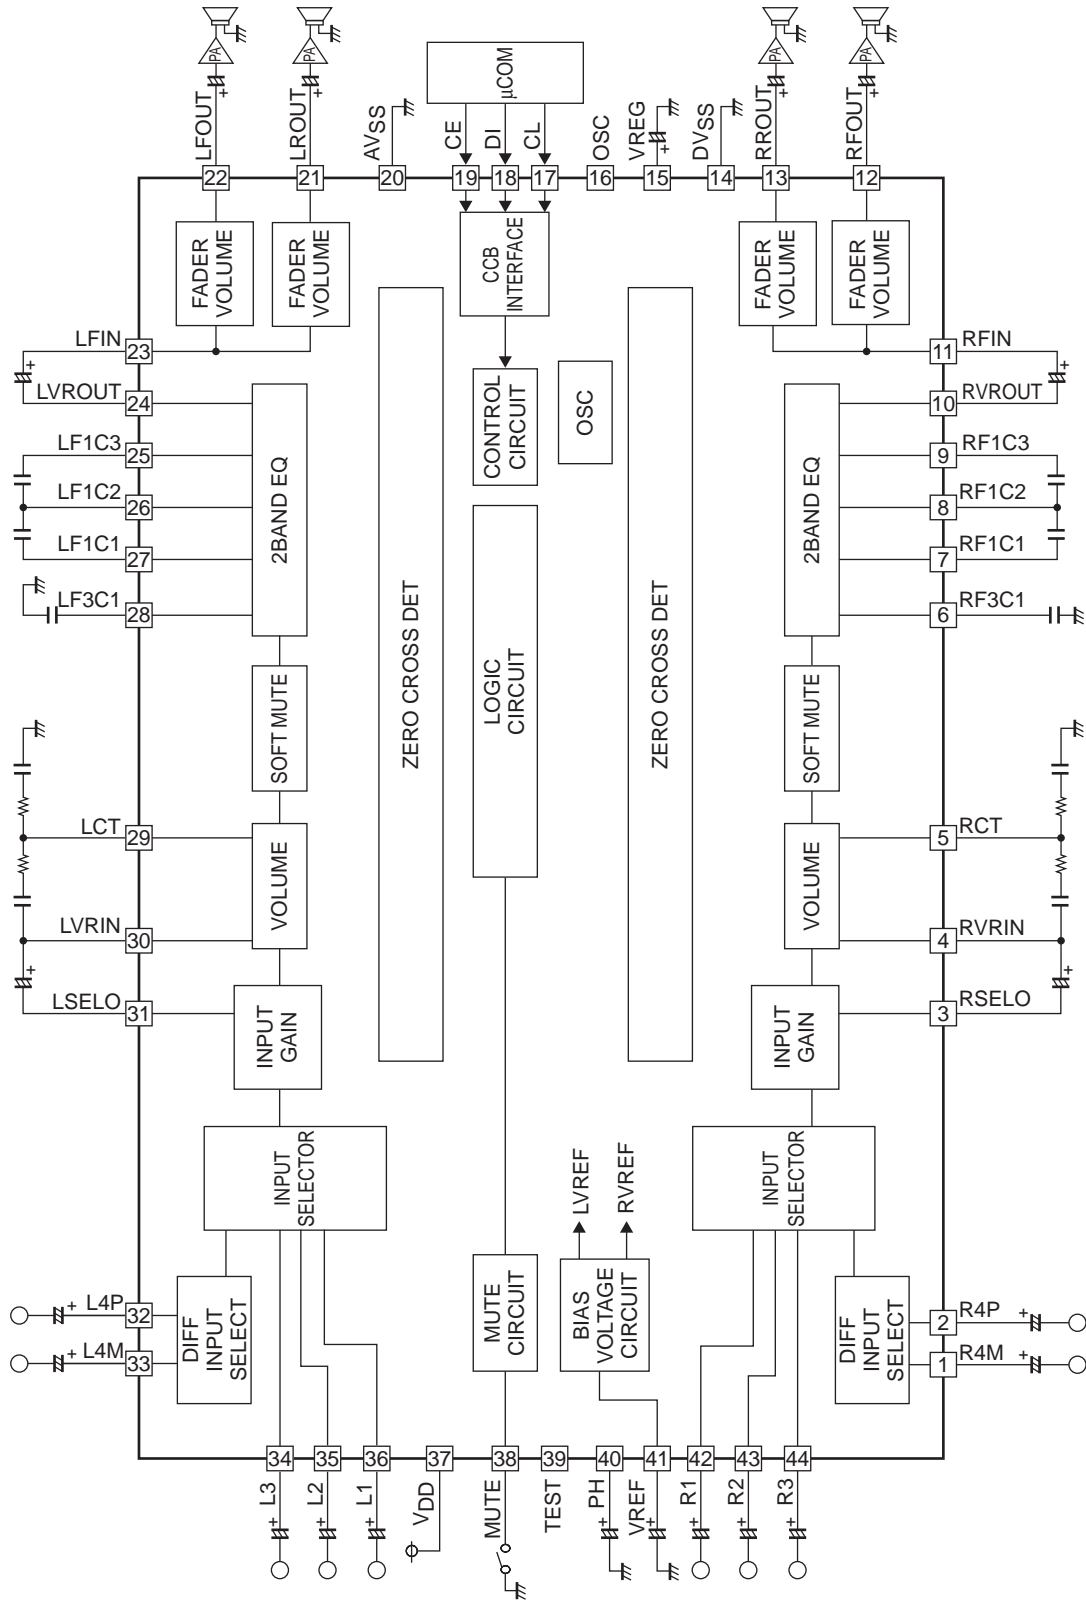 PA
PA
PA
PA
LFOUT
LROUT
AVSS
CE
DI
CL
µCOM
OSC
VREG
DVSS
RROUT
RFOUT
22
21
20
19
18
17
16
15
14
13
12
FADER
VOLUME
FADER
VOLUME
CCB
INTERFACE
FADER
VOLUME
FADER
VOLUME
LFIN
23
LVROUT
24
LF1C3
25
LF1C2
26
LF1C1
27
LF3C1
28
2BAND EQ
SOFT MUTE
LCT
29
VOLUME
LVRIN
30
LSELO
31
INPUT
GAIN
INPUT
SELECTOR
L4P
32
L4M
33
DIFF
INPUT
SELECT
ZERO CROSS DET
CONTROL
CIRCUIT
OSC
LOGIC
CIRCUIT
ZERO CROSS DET
MUTE
CIRCUIT
BIAS
VOLTAGE
CIRCUIT
LVREF
RVREF
11
RFIN
10
RVROUT
9
RF1C3
8
RF1C2
7
RF1C1
6
RF3C1
2BAND EQ
SOFT MUTE
5
RCT
VOLUME
4
RVRIN
3
RSELO
INPUT
GAIN
INPUT
SELECTOR
DIFF
INPUT
SELECT
2
R4P
1
R4M
34
35
36
37
38
39
40
41
42
43
44
L3
L2
L1
VDD
MUTE
TEST
PH
VREF
R1
R2
R3